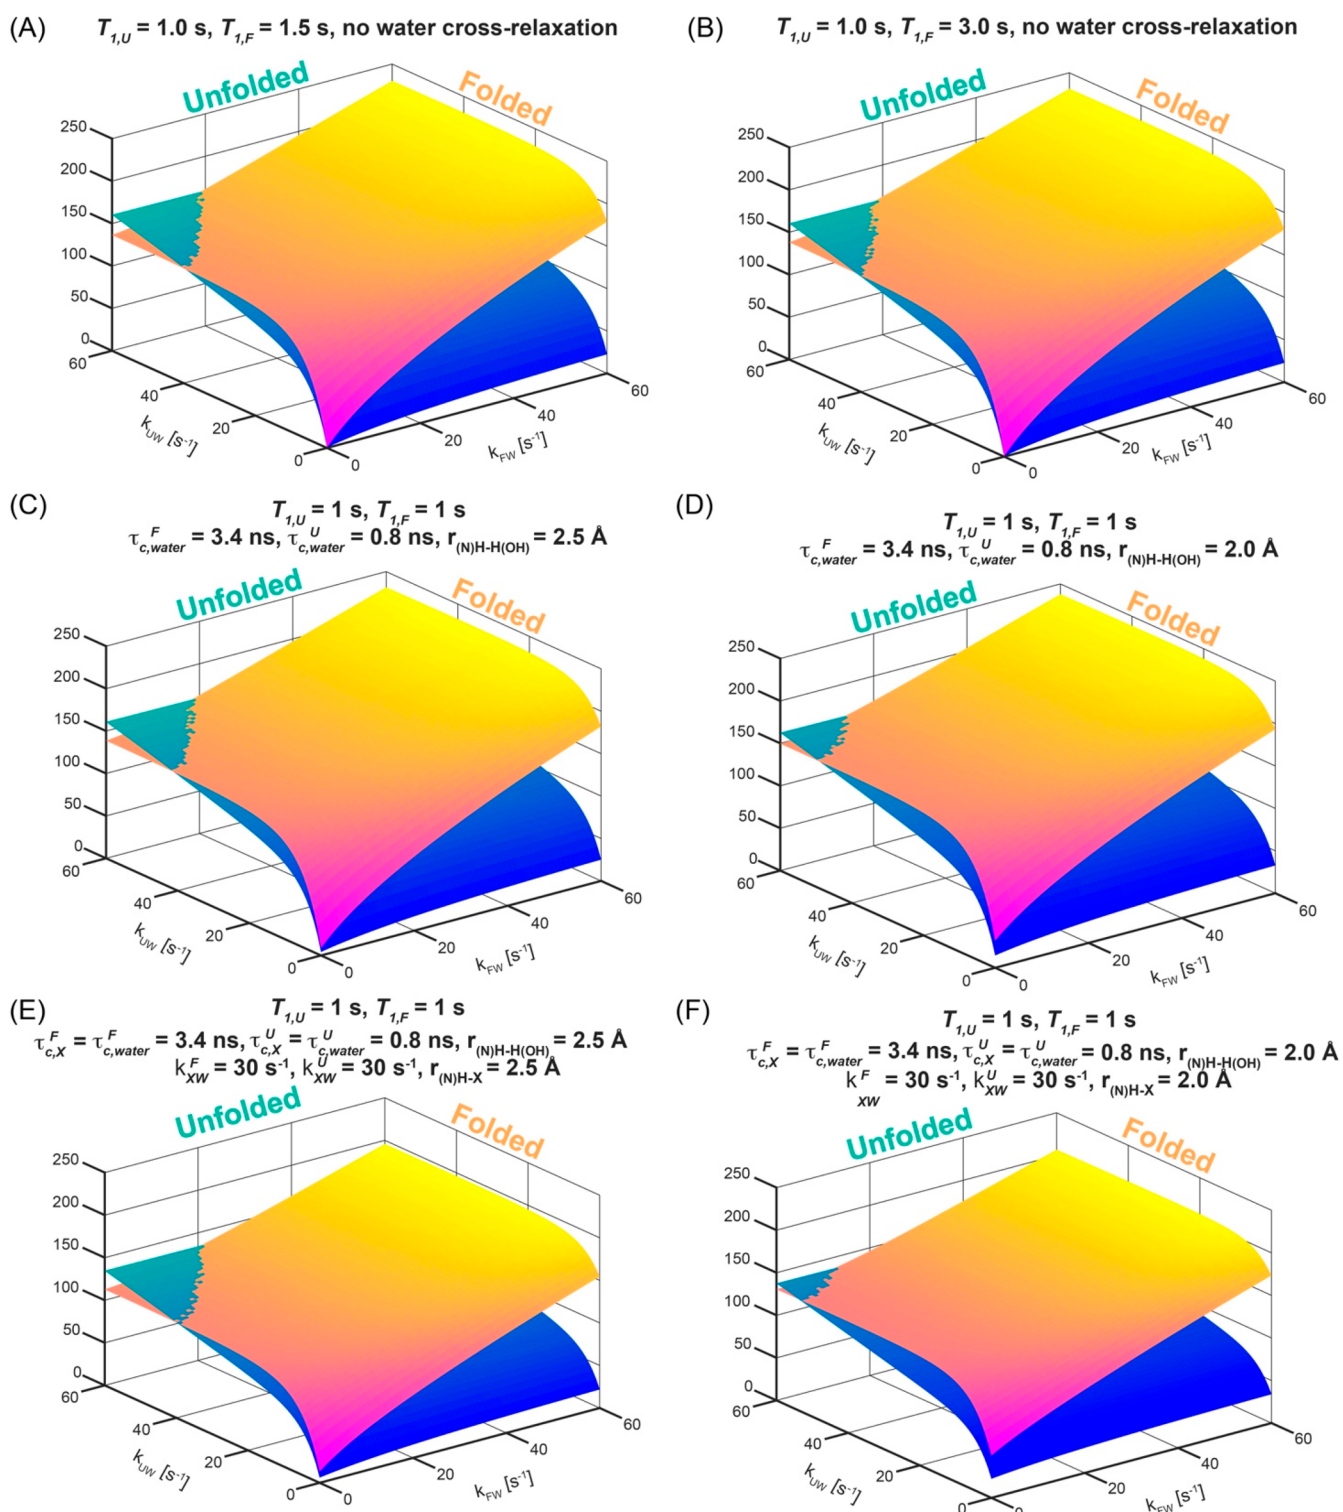 (A) T1,U = 1.0 s, T1,F = 1.5 s, no water cross-relaxation
Unfolded
Folded
250
200
150
100
50
0
60
40
20
0
kUW [s-1]
0
20
40
60
kFW [s-1]
(B) T1,U = 1.0 s, T1,F = 3.0 s, no water cross-relaxation
Unfolded
Folded
250
200
150
100
50
0
60
40
20
0
kUW [s-1]
0
20
40
60
kFW [s-1]
(C) T1,U = 1 s, T1,F = 1 s
τc,waterF = 3.4 ns, τc,waterU = 0.8 ns, r(N)H-H(OH) = 2.5 Å
Unfolded
Folded
250
200
150
100
50
0
60
40
20
0
kUW [s-1]
0
20
40
60
kFW [s-1]
(D) T1,U = 1 s, T1,F = 1 s
τc,waterF = 3.4 ns, τc,waterU = 0.8 ns, r(N)H-H(OH) = 2.0 Å
Unfolded
Folded
250
200
150
100
50
0
60
40
20
0
kUW [s-1]
0
20
40
60
kFW [s-1]
(E) T1,U = 1 s, T1,F = 1 s
τc,XF = τc,waterF = 3.4 ns, τc,XU = τc,waterU = 0.8 ns, r(N)H-H(OH) = 2.5 Å
kXWF = 30 s-1, kXWU = 30 s-1, r(N)H-X = 2.5 Å
Unfolded
Folded
250
200
150
100
50
0
60
40
20
0
kUW [s-1]
0
20
40
60
kFW [s-1]
(F) T1,U = 1 s, T1,F = 1 s
τc,XF = τc,waterF = 3.4 ns, τc,XU = τc,waterU = 0.8 ns, r(N)H-H(OH) = 2.0 Å
kXWF = 30 s-1, kXWU = 30 s-1, r(N)H-X = 2.0 Å
Unfolded
Folded
250
200
150
100
50
0
60
40
20
0
kUW [s-1]
20
40
60
kFW [s-1]